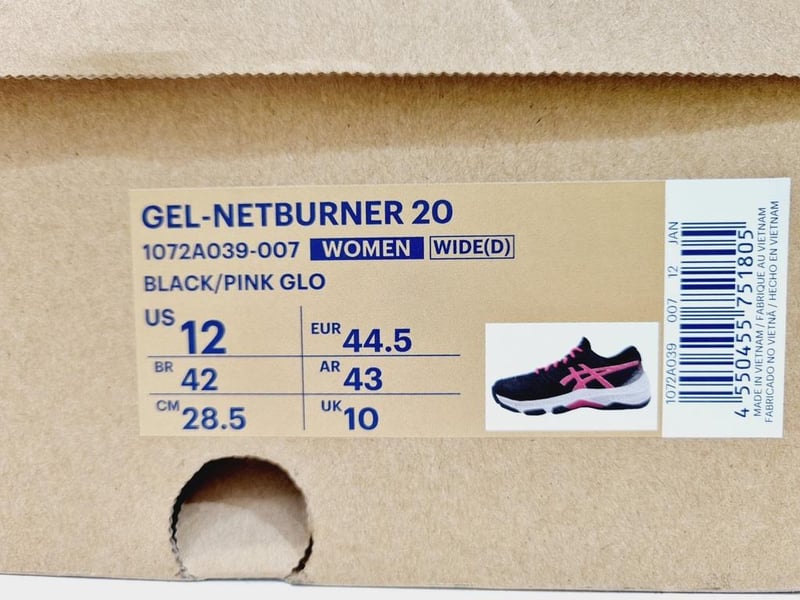 GEL-NETBURNER 20
1072A039-007 WOMEN WIDE(D)
BLACK/PINK GLO
US 12 EUR 44.5
BR 42 AR 43
CM 28.5 UK 10
1072A039 007 12 JAN
4 550455 751805
MADE IN VIETNAM / FABRIQUE AU VIETNAM
FABRICADO NO VIETNÃ / HECHO EN VIETNAM